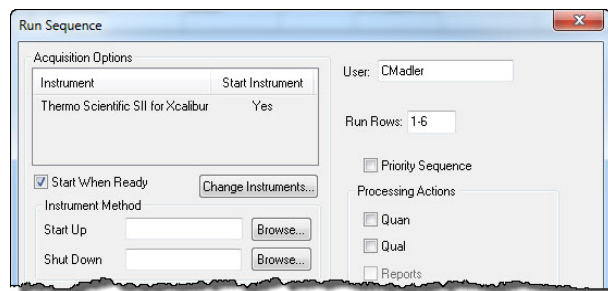 Run Sequence
Acquisition Options
Instrument Start Instrument
Thermo Scientific SII for Xcalibur Yes
Start When Ready
Change Instruments...
Instrument Method
Start Up Browse...
Shut Down Browse...
User: CMadler
Run Rows: 1-6
Priority Sequence
Processing Actions
Quan
Qual
Reports